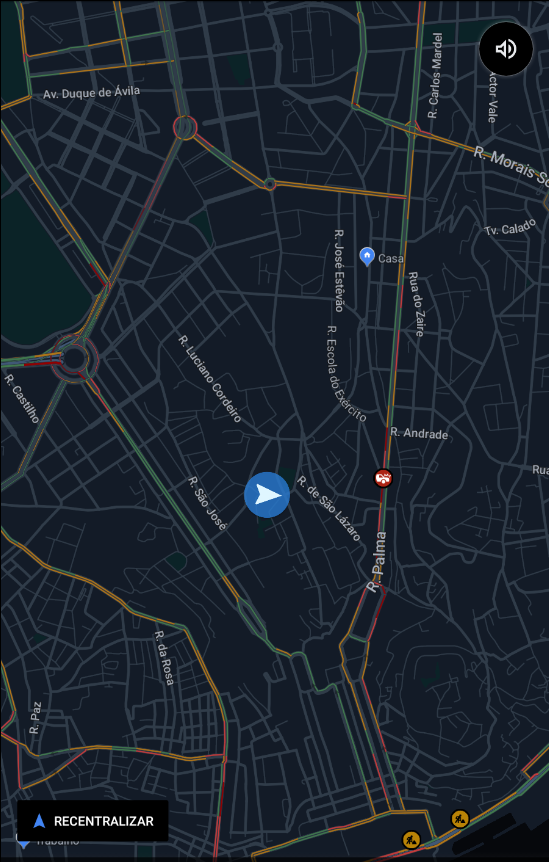 R. Carlos Mardel
Actor Vale
Av. Duque de Ávila
R. Morais So
Tv. Calado
R. José Estêvão
Casa
Rua do Zaire
R. Luciano Cordeiro
R. Escola do Exército
R. Castilho
R. Andrade
Rua
R. São José
R. de São Lázaro
R. Palma
R. da Rosa
R. Paz
RECENTRALIZAR
Trabalho